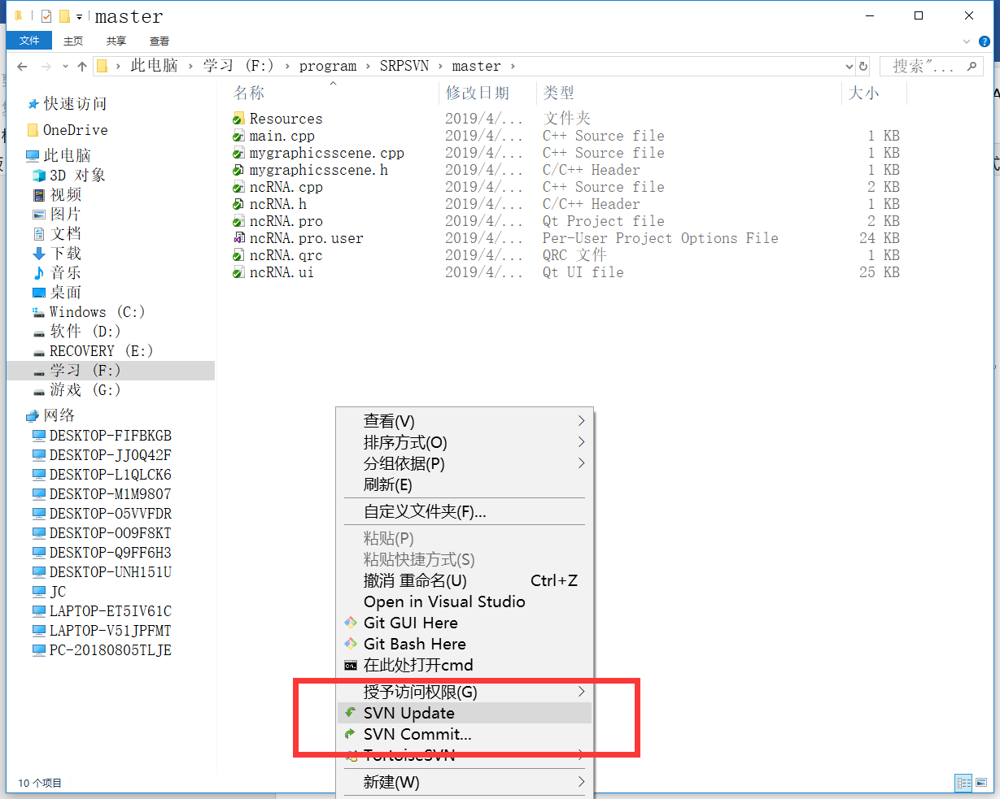 master
文件 主页 共享 查看
此电脑 学习 (F:) program SRPSVN master 搜索"...
名称 修改日期 类型 大小
Resources 2019/4/... 文件夹
main.cpp 2019/4/... C++ Source file 1 KB
mygraphicsscene.cpp 2019/4/... C++ Source file 1 KB
mygraphicsscene.h 2019/4/... C/C++ Header 1 KB
ncRNA.cpp 2019/4/... C++ Source file 2 KB
ncRNA.h 2019/4/... C/C++ Header 1 KB
ncRNA.pro 2019/4/... Qt Project file 2 KB
ncRNA.pro.user 2019/4/... Per-User Project Options File 24 KB
ncRNA.qrc 2019/4/... QRC 文件 1 KB
ncRNA.ui 2019/4/... Qt UI file 25 KB
快速访问
OneDrive
此电脑
3D 对象
视频
图片
文档
下载
音乐
桌面
Windows (C:)
软件 (D:)
RECOVERY (E:)
学习 (F:)
游戏 (G:)
网络
DESKTOP-FIFBKGB
DESKTOP-JJ0Q42F
DESKTOP-L1QLCK6
DESKTOP-M1M9807
DESKTOP-O5VVFDR
DESKTOP-OO9F8KT
DESKTOP-Q9FF6H3
DESKTOP-UNH151U
JC
LAPTOP-ET5IV61C
LAPTOP-V51JPFMT
PC-20180805TLJE
查看(V)
排序方式(O)
分组依据(P)
刷新(E)
自定义文件夹(F)...
粘贴(P)
粘贴快捷方式(S)
撤消 重命名(U) Ctrl+Z
Open in Visual Studio
Git GUI Here
Git Bash Here
在此处打开cmd
授予访问权限(G)
SVN Update
SVN Commit...
TortoiseSVN
新建(W)
10 个项目